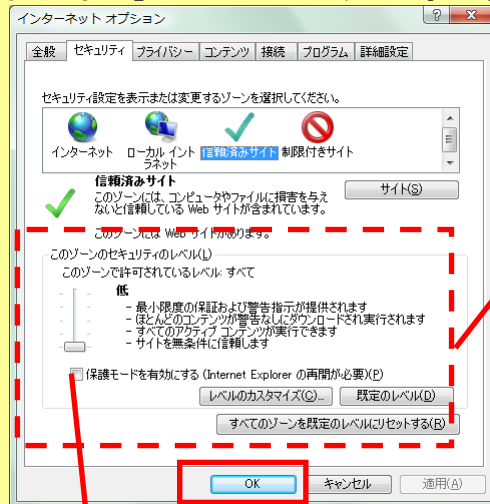 インターネット オプション
全般 セキュリティ プライバシー コンテンツ 接続 プログラム 詳細設定
セキュリティ設定を表示または変更するゾーンを選択してください。
インターネット ローカル イントラネット 信頼済みサイト 制限付きサイト
信頼済みサイト
サイト(S)
このゾーンには、コンピュータやファイルに損害を与え
ないと信頼している Web サイトが含まれています。
このゾーンには Web サイトがあります。
このゾーンのセキュリティのレベル(L)
このゾーンで許可されているレベル: すべて
低
- 最小限度の保証および警告指示が提供されます
- ほとんどのコンテンツが警告なしにダウンロードされ実行されます
- すべてのアクティブ コンテンツが実行できます
- サイトを無条件に信頼します
保護モードを有効にする (Internet Explorer の再開が必要)(P)
レベルのカスタマイズ(C)... 既定のレベル(D)
すべてのゾーンを既定のレベルにリセットする(R)
OK キャンセル 適用(A)